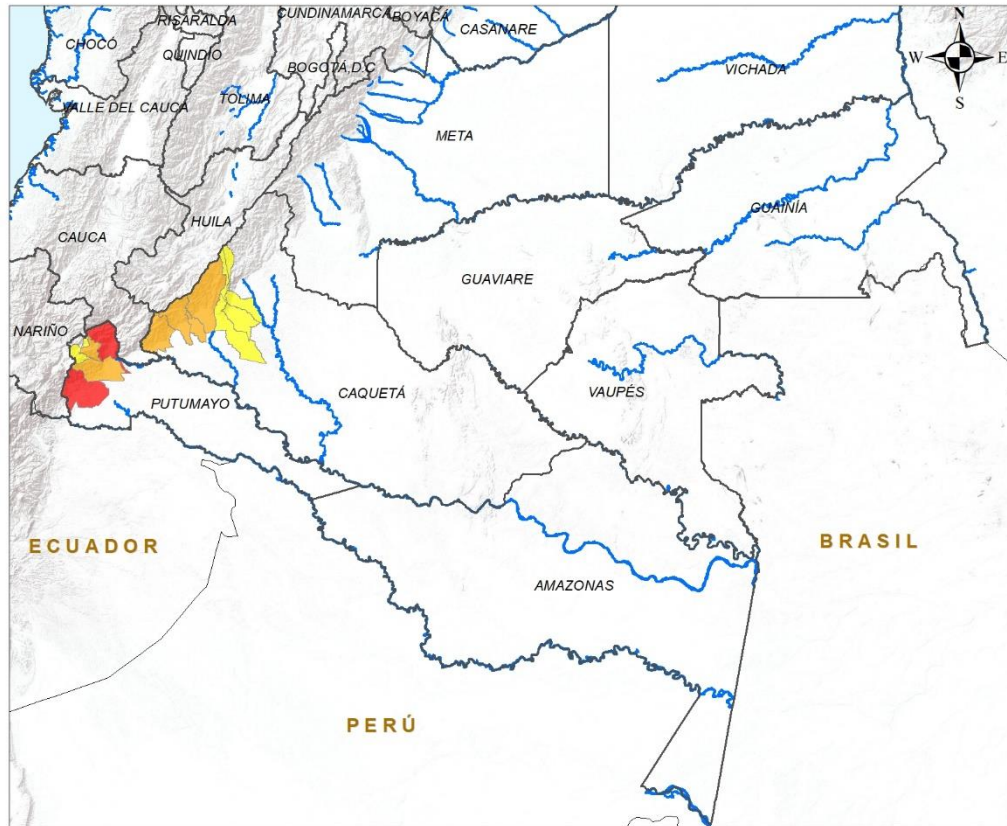 RISARALDA
CUNDINAMARCA
BOYACÁ
CASANARE
N
CHOCÓ
QUINDÍO
BOGOTÁ D.C
W
E
VICHADA
S
VALLE DEL CAUCA
TOLIMA
META
GUAINÍA
HUILA
CAUCA
GUAVIARE
NARIÑO
CAQUETÁ
VAUPÉS
PUTUMAYO
ECUADOR
BRASIL
AMAZONAS
PERÚ